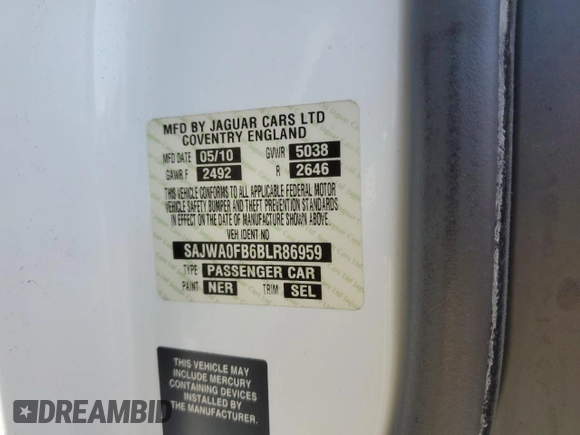 MFD BY JAGUAR CARS LTD
COVENTRY ENGLAND
MFD DATE 05/10 GVWR 5038
GAWR F 2492 R 2646
THIS VEHICLE CONFORMS TO ALL APPLICABLE FEDERAL MOTOR
VEHICLE SAFETY BUMPER AND THEFT PREVENTION STANDARDS
IN EFFECT ON THE DATE OF MANUFACTURE SHOWN ABOVE.
VEH IDENT NO
SAJWA0FB6BLR86959
TYPE PASSENGER CAR
PAINT NER TRIM SEL
THIS VEHICLE MAY
INCLUDE MERCURY
CONTAINING DEVICES
INSTALLED BY
THE MANUFACTURER.
DREAMBID